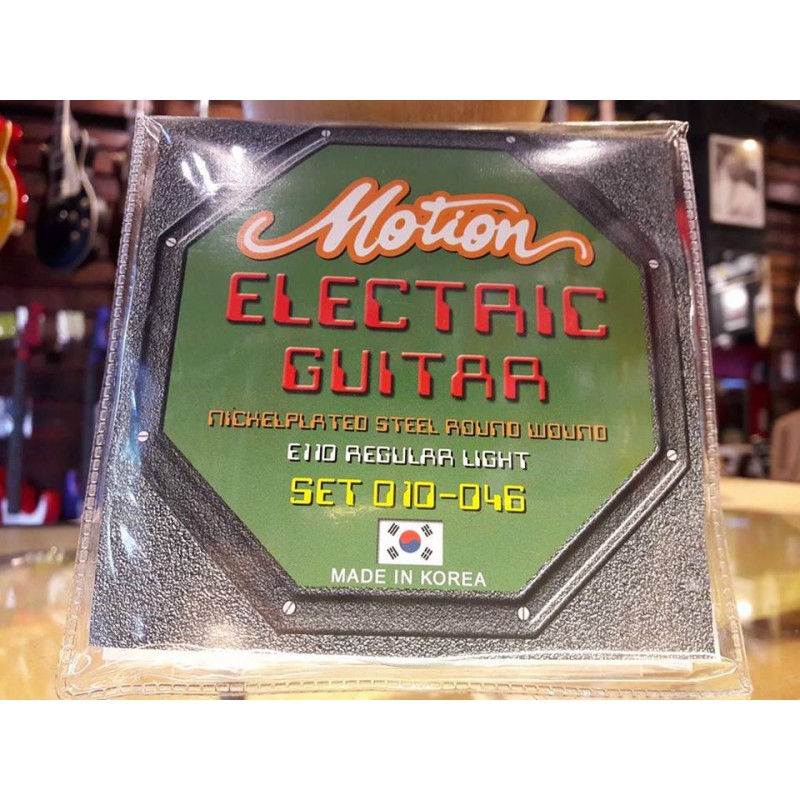 Motion
ELECTRIC
GUITAR
NICKELPLATED STEEL ROUND WOUND
E110 REGULAR LIGHT
SET 010-046
MADE IN KOREA